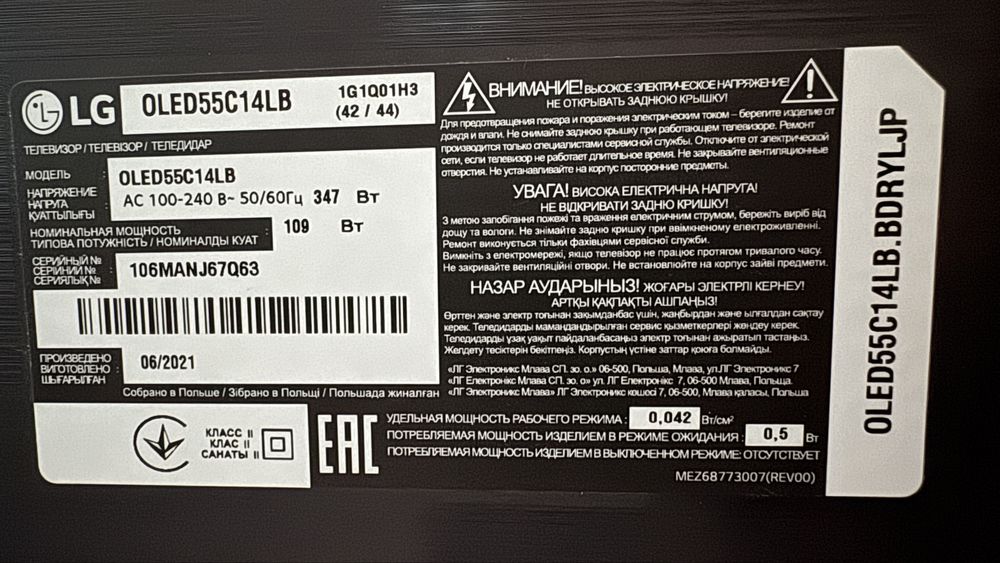 LG
OLED55C14LB
1G1Q01H3
(42 / 44)
ТЕЛЕВИЗОР / ТЕЛЕВІЗОР / ТЕЛЕДИДАР
МОДЕЛЬ :
OLED55C14LB
НАПРЯЖЕНИЕ
НАПРУГА :
ҚУАТТЫЛЫҒЫ
AC 100-240 В~ 50/60Гц 347 Вт
НОМИНАЛЬНАЯ МОЩНОСТЬ :
ТИПОВА ПОТУЖНІСТЬ / НОМИНАЛДЫ КУАТ
109 Вт
СЕРИЙНЫЙ №
СЕРИНИЙ № :
СЕРИЯЛЫҚ №
106MANJ67Q63
ПРОИЗВЕДЕНО
ВИГОТОВЛЕНО :
ШЫҒАРЫЛҒАН
06/2021
Собрано в Польше / Зібрано в Польщі / Польшада жиналған
КЛАСС II
КЛАС II
САНАТЫ II
EAC
ВНИМАНИЕ! ВЫСОКОЕ ЭЛЕКТРИЧЕСКОЕ НАПРЯЖЕНИЕ!
НЕ ОТКРЫВАТЬ ЗАДНЮЮ КРЫШКУ!
Для предотвращения пожара и поражения электрическим током – берегите изделие от
дождя и влаги. Не снимайте заднюю крышку при работающем телевизоре. Ремонт
производится только специалистами сервисной службы. Отключите от электрической
сети, если телевизор не работает длительное время. Не закрывайте вентиляционные
отверстия. Не устанавливайте на корпус посторонние предметы.
УВАГА! ВИСОКА ЕЛЕКТРИЧНА НАПРУГА!
НЕ ВІДКРИВАТИ ЗАДНЮ КРИШКУ!
З метою запобігання пожежі та враження електричним струмом, бережіть виріб від
дощу та вологи. Не знімайте задню кришку при ввімкненому електроживленні.
Ремонт виконується тільки фахівцями сервісної служби.
Вимкніть з електромережі, якщо телевізор не працює протягом тривалого часу.
Не закривайте вентиляційні отвори. Не встановлюйте на корпус зайві предмети.
НАЗАР АУДАРЫНЫЗ! ЖОҒАРЫ ЭЛЕКТРЛІ КЕРНЕУ!
АРТҚЫ ҚАҚПАҚТЫ АШПАҢЫЗ!
Өрттен және электр тоғынан зақымданбас үшін, жаңбырдан және ылғалдан сақтау
керек. Теледидарды мамандандырылған сервис қызметкерлері жөндеу керек.
Теледидарды ұзақ уақыт пайдаланбасаңыз электр тоғынан ажыратып тастаңыз.
Желдету тесіктерін бекітпеңіз. Корпустың үстіне заттар қоюға болмайды.
«ЛГ Электроникс Млава СП. зо. о.» 06-500, Польша, Млава, ул.ЛГ Электроникс 7
«ЛГ Електронікс Млава СП. зо. о» ул. ЛГ Електронікс 7, 06-500, Млава, Польща.
«ЛГ Электроникс Млава» ЛГ Электроникс көшесі 7, 06-500, Млава қаласы, Польша
УДЕЛЬНАЯ МОЩНОСТЬ РАБОЧЕГО РЕЖИМА : 0,042 Вт/см²
ПОТРЕБЛЯЕМАЯ МОЩНОСТЬ ИЗДЕЛИЕМ В РЕЖИМЕ ОЖИДАНИЯ : 0,5 Вт
ПОТРЕБЛЯЕМАЯ МОЩНОСТЬ ИЗДЕЛИЕМ В ВЫКЛЮЧЕННОМ РЕЖИМЕ: ОТСУТСТВУЕТ
MEZ68773007(REV00)
OLED55C14LB.BDRYLJP